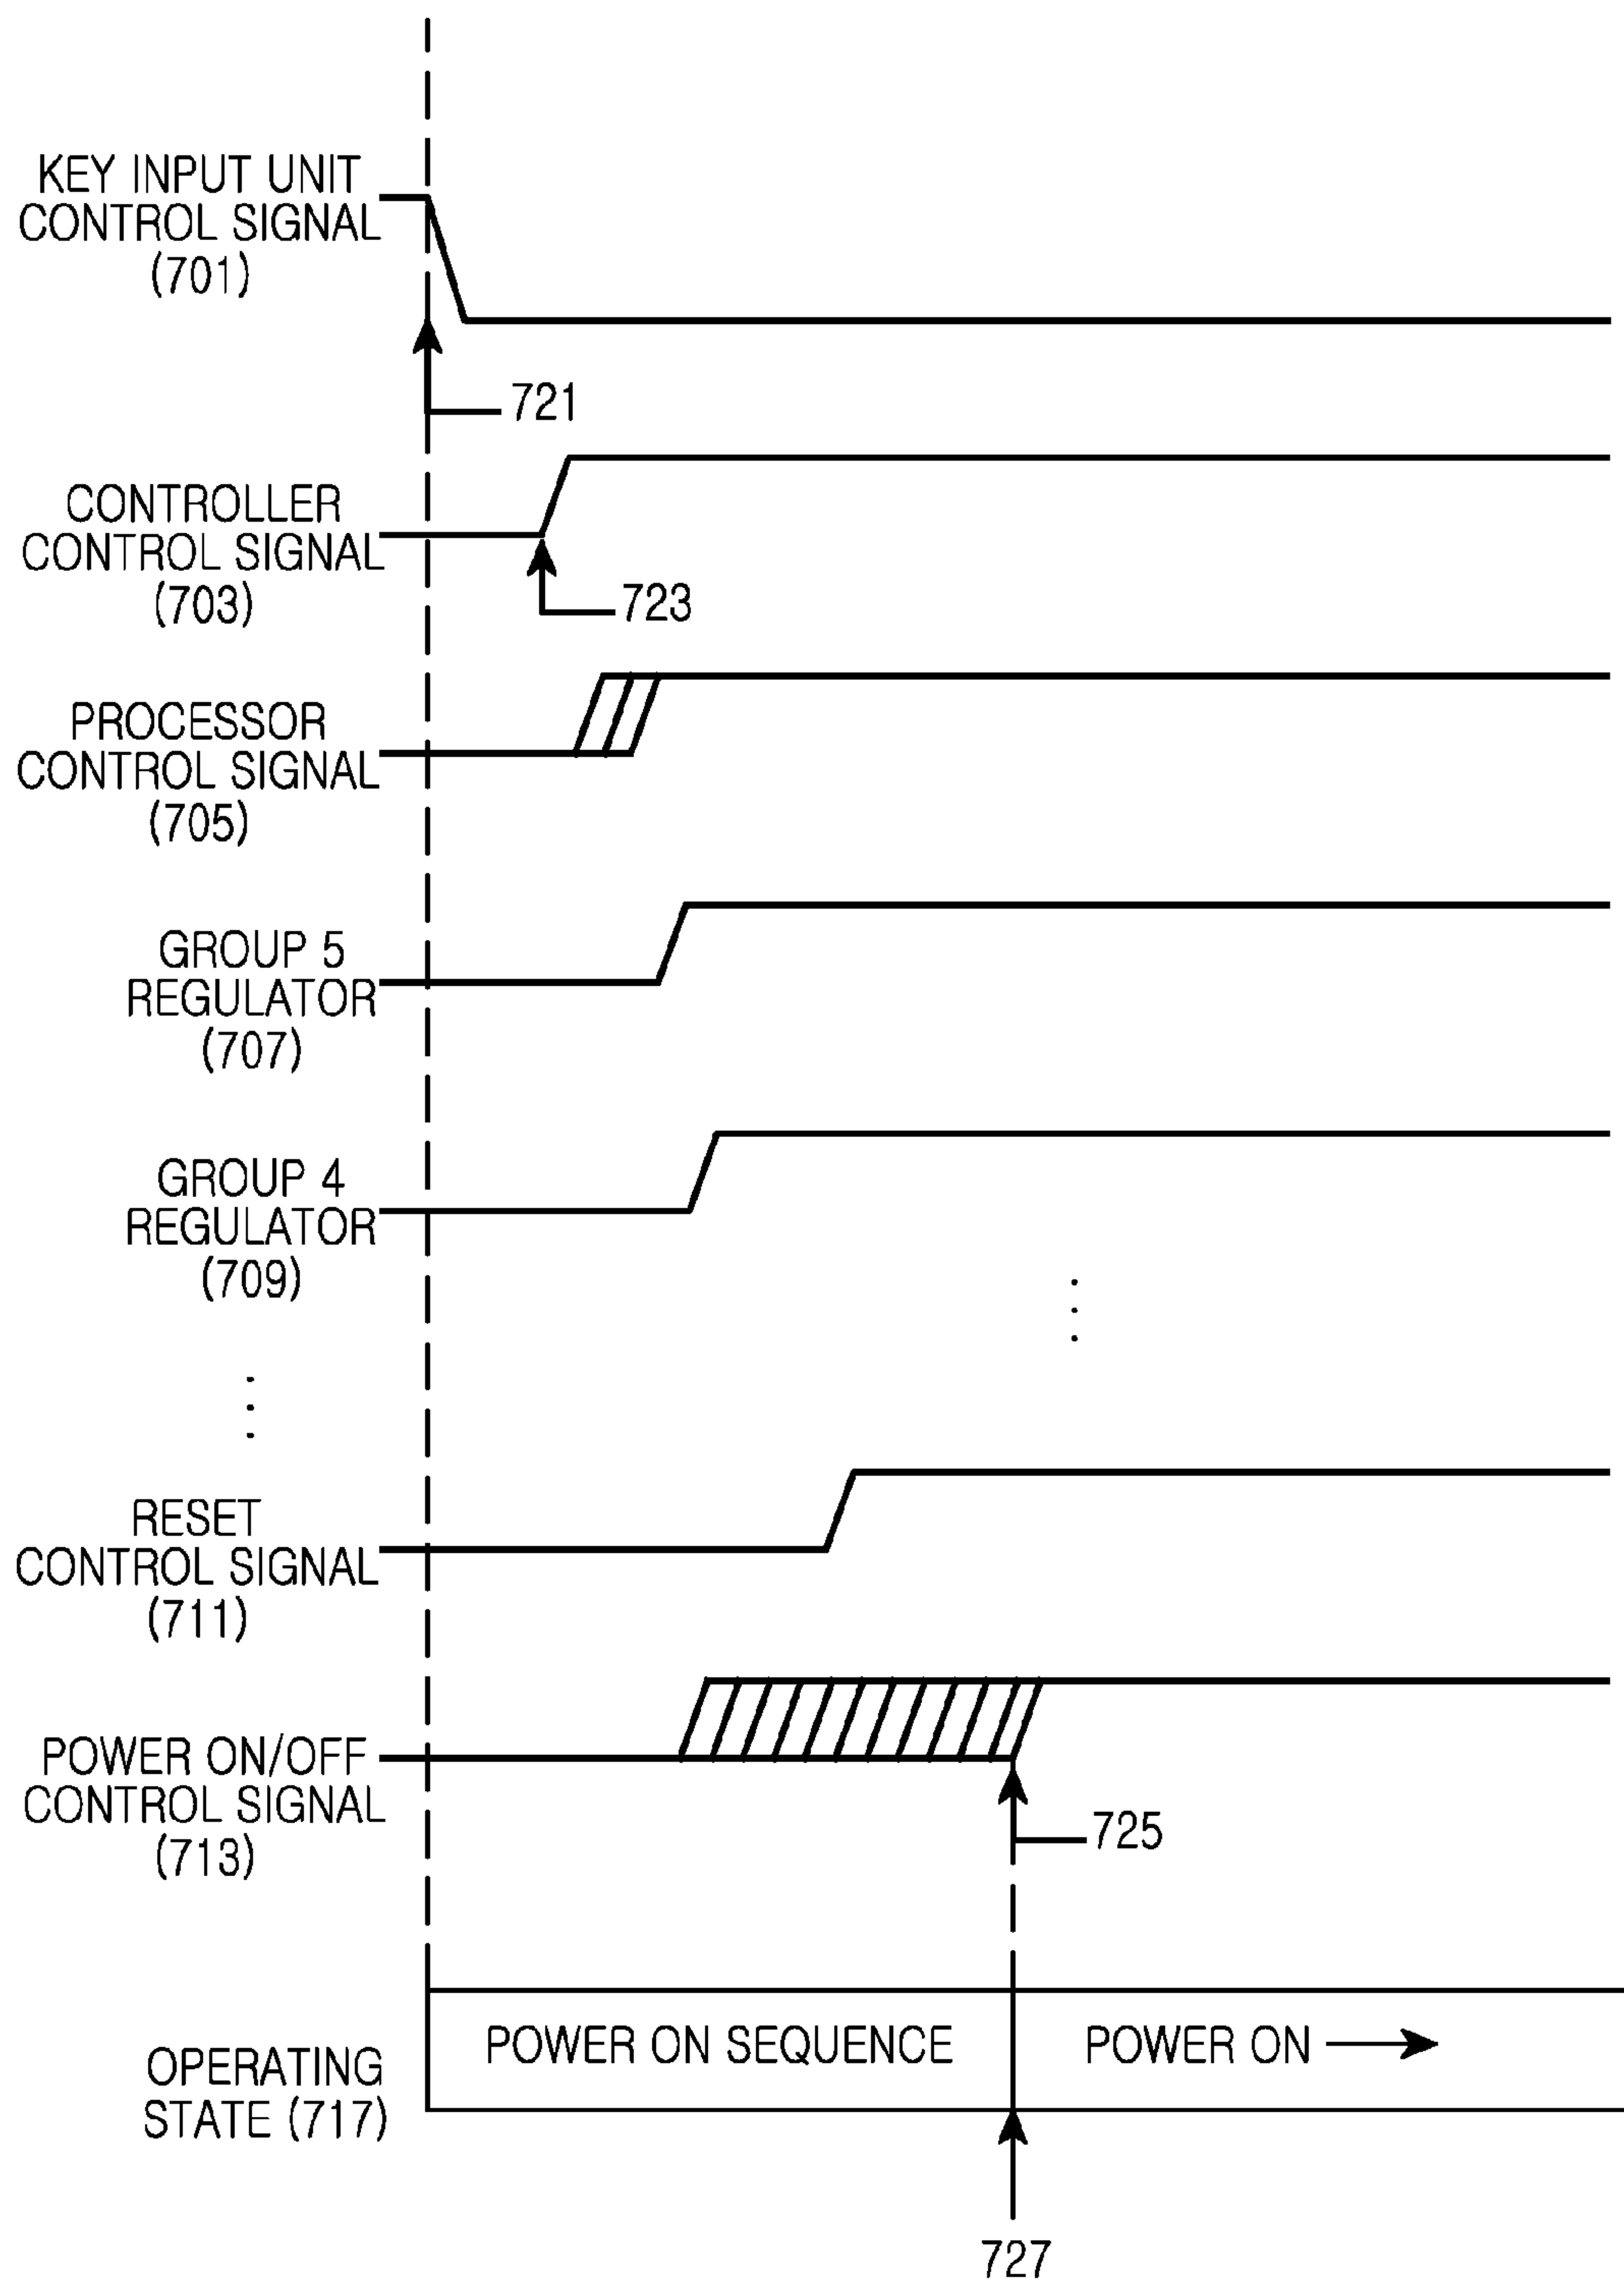 KEY INPUT UNIT
CONTROL SIGNAL
(701)
721
CONTROLLER
CONTROL SIGNAL
(703)
723
PROCESSOR
CONTROL SIGNAL
(705)
GROUP 5
REGULATOR
(707)
GROUP 4
REGULATOR
(709)
RESET
CONTROL SIGNAL
(711)
POWER ON/OFF
CONTROL SIGNAL
(713)
725
POWER ON SEQUENCE
POWER ON
OPERATING
STATE (717)
727